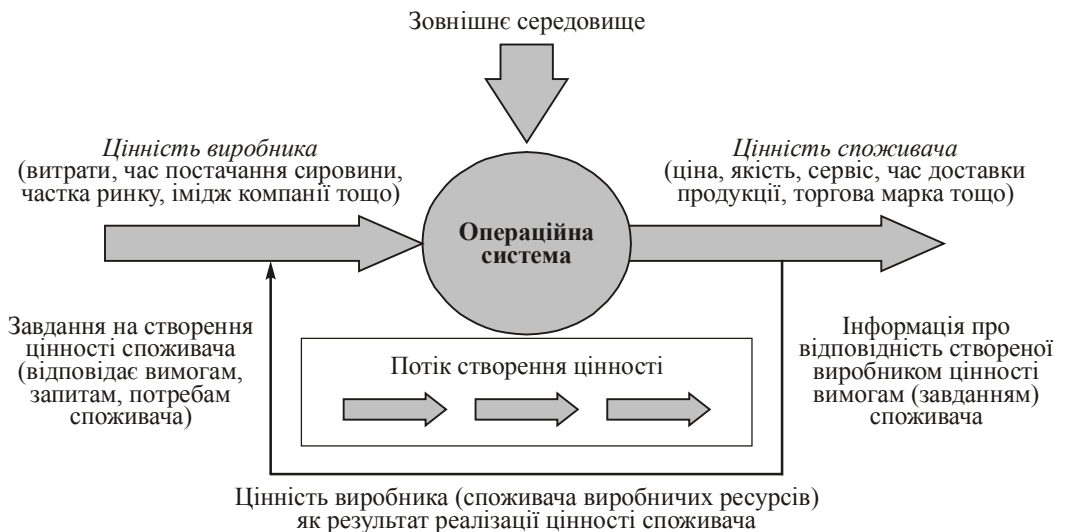 Зовнішнє середовище
Цінність виробника
(витрати, час постачання сировини,
частка ринку, імідж компанії тощо)
Цінність споживача
(ціна, якість, сервіс, час доставки
продукції, торгова марка тощо)
Операційна
система
Завдання на створення
цінності споживача
(відповідає вимогам,
запитам, потребам
споживача)
Потік створення цінності
Інформація про
відповідність створеної
виробником цінності
вимогам (завданням)
споживача
Цінність виробника (споживача виробничих ресурсів)
як результат реалізації цінності споживача